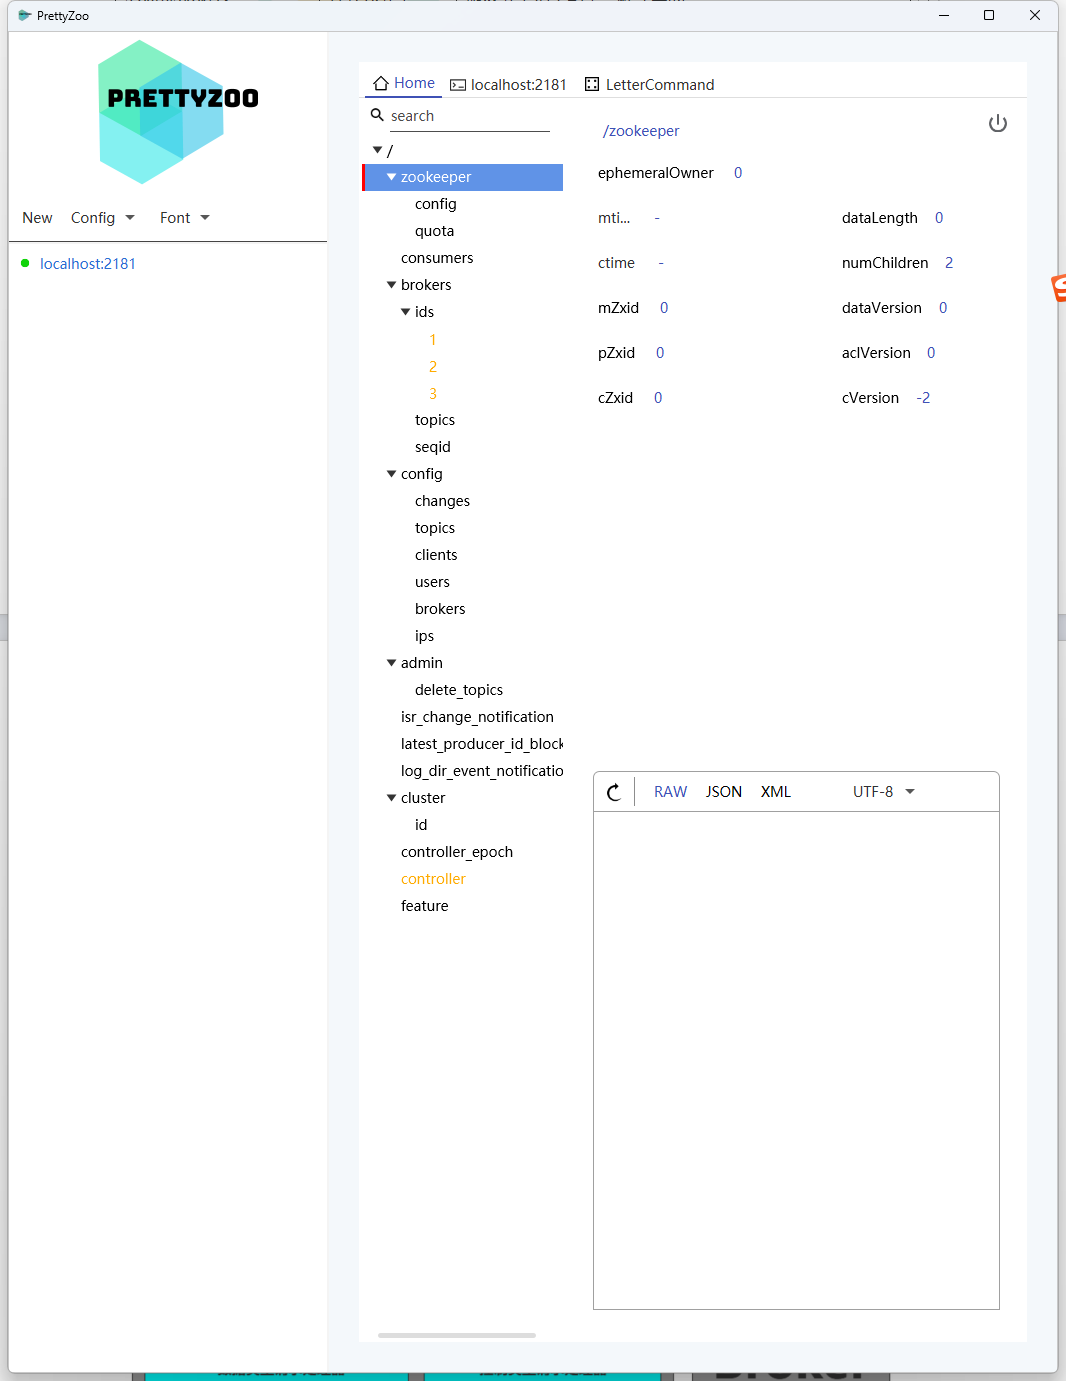 PrettyZoo
PRETTYZOO
New Config Font
localhost:2181
Home localhost:2181 LetterCommand
search
/
zookeeper
config
quota
consumers
brokers
ids
1
2
3
topics
seqid
config
changes
topics
clients
users
brokers
ips
admin
delete_topics
isr_change_notification
latest_producer_id_block
log_dir_event_notificatio
cluster
id
controller_epoch
controller
feature
/zookeeper
ephemeralOwner 0
mti... - dataLength 0
ctime - numChildren 2
mZxid 0 dataVersion 0
pZxid 0 aclVersion 0
cZxid 0 cVersion -2
RAW JSON XML UTF-8